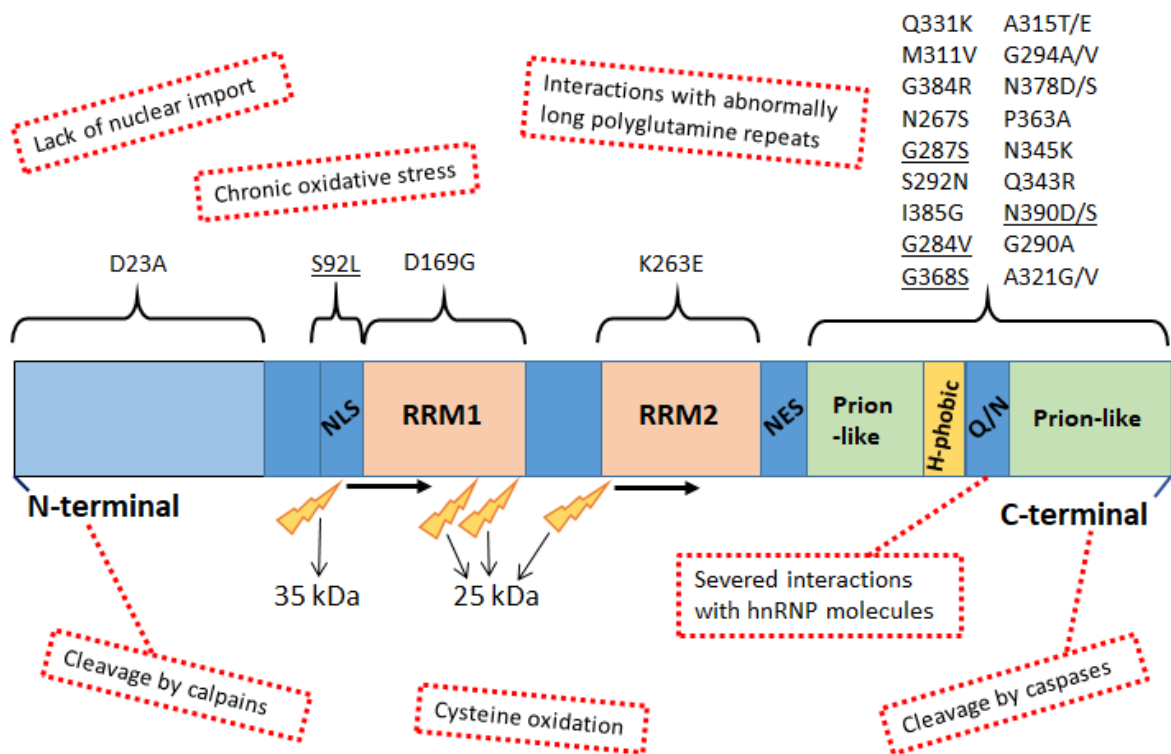 Q331K A315T/E
M311V G294A/V
G384R N378D/S
N267S P363A
G287S N345K
S292N Q343R
I385G N390D/S
G284V G290A
G368S A321G/V
Lack of nuclear import
Interactions with abnormally
long polyglutamine repeats
Chronic oxidative stress
D23A S92L D169G K263E
NLS
RRM1
RRM2
NES
Prion
-like
H-phobic
Q/N
Prion-like
N-terminal
C-terminal
35 kDa
25 kDa
Severed interactions
with hnRNP molecules
Cleavage by calpains
Cysteine oxidation
Cleavage by caspases